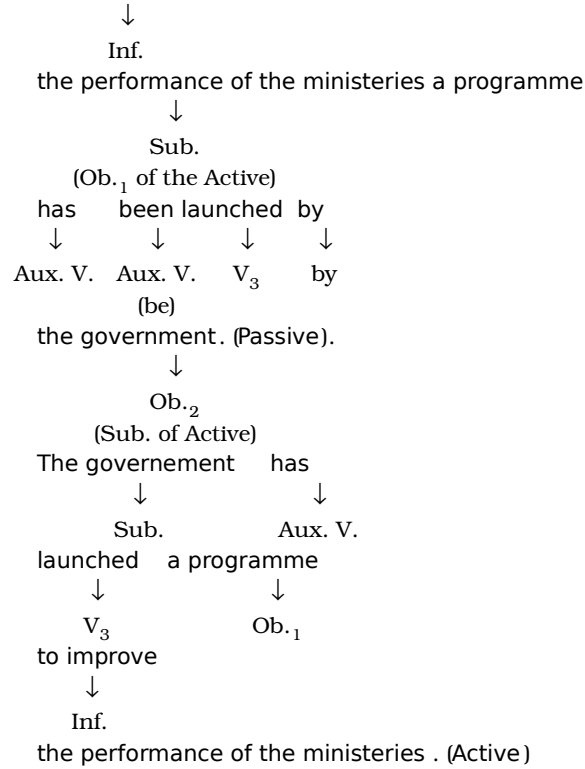 ↓
Inf.
the performance of the ministeries a programme
↓
Sub.
(Ob.₁ of the Active)
has been launched by
↓ ↓ ↓ ↓
Aux. V. Aux. V. V₃ by
(be)
the government. (Passive).
↓
Ob.₂
(Sub. of Active)
The governement has
↓ ↓
Sub. Aux. V.
launched a programme
↓ ↓
V₃ Ob.₁
to improve
↓
Inf.
the performance of the ministeries . (Active)